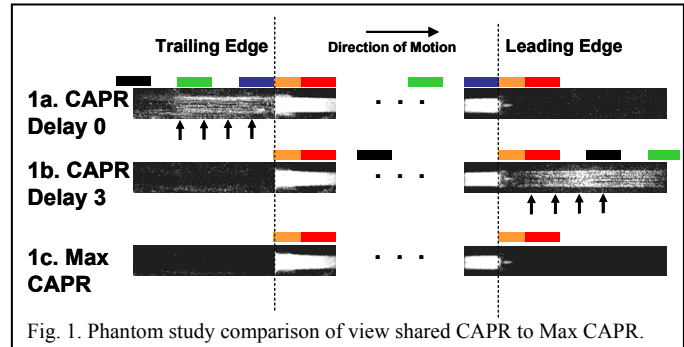 Trailing Edge Direction of Motion Leading Edge
1a. CAPR
Delay 0
. . .
1b. CAPR
Delay 3
. . .
1c. Max
CAPR
. . .
Fig. 1. Phantom study comparison of view shared CAPR to Max CAPR.